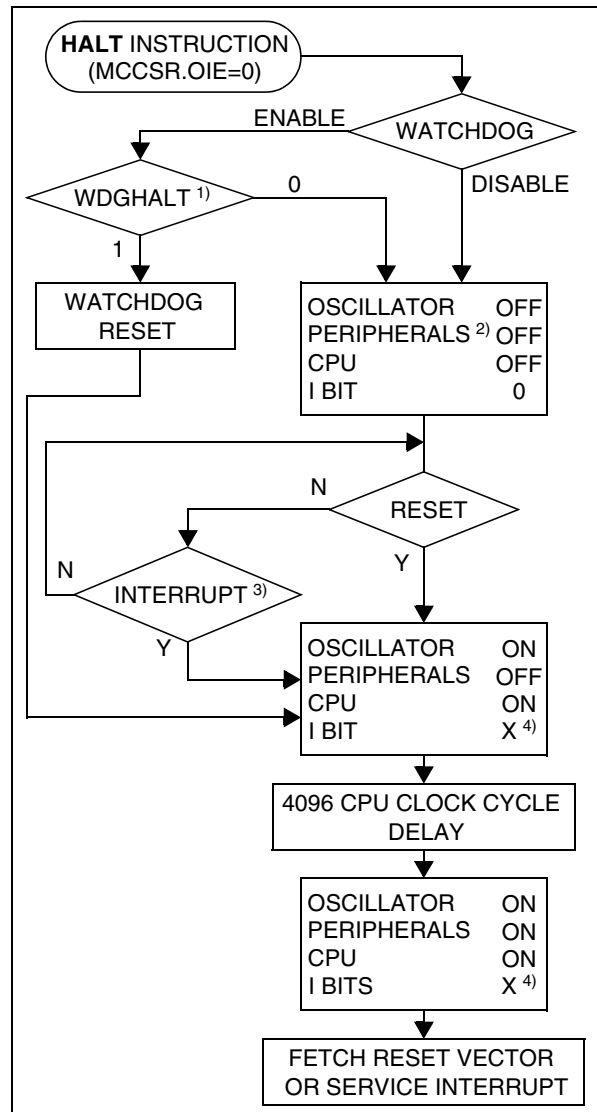 HALT INSTRUCTION
(MCCSR.OIE=0)
ENABLE
WATCHDOG
WDGHALT 1)
0
DISABLE
1
WATCHDOG
RESET
OSCILLATOR OFF
PERIPHERALS 2) OFF
CPU OFF
I BIT 0
N
RESET
N
Y
INTERRUPT 3)
Y
OSCILLATOR ON
PERIPHERALS OFF
CPU ON
I BIT X 4)
4096 CPU CLOCK CYCLE
DELAY
OSCILLATOR ON
PERIPHERALS ON
CPU ON
I BITS X 4)
FETCH RESET VECTOR
OR SERVICE INTERRUPT